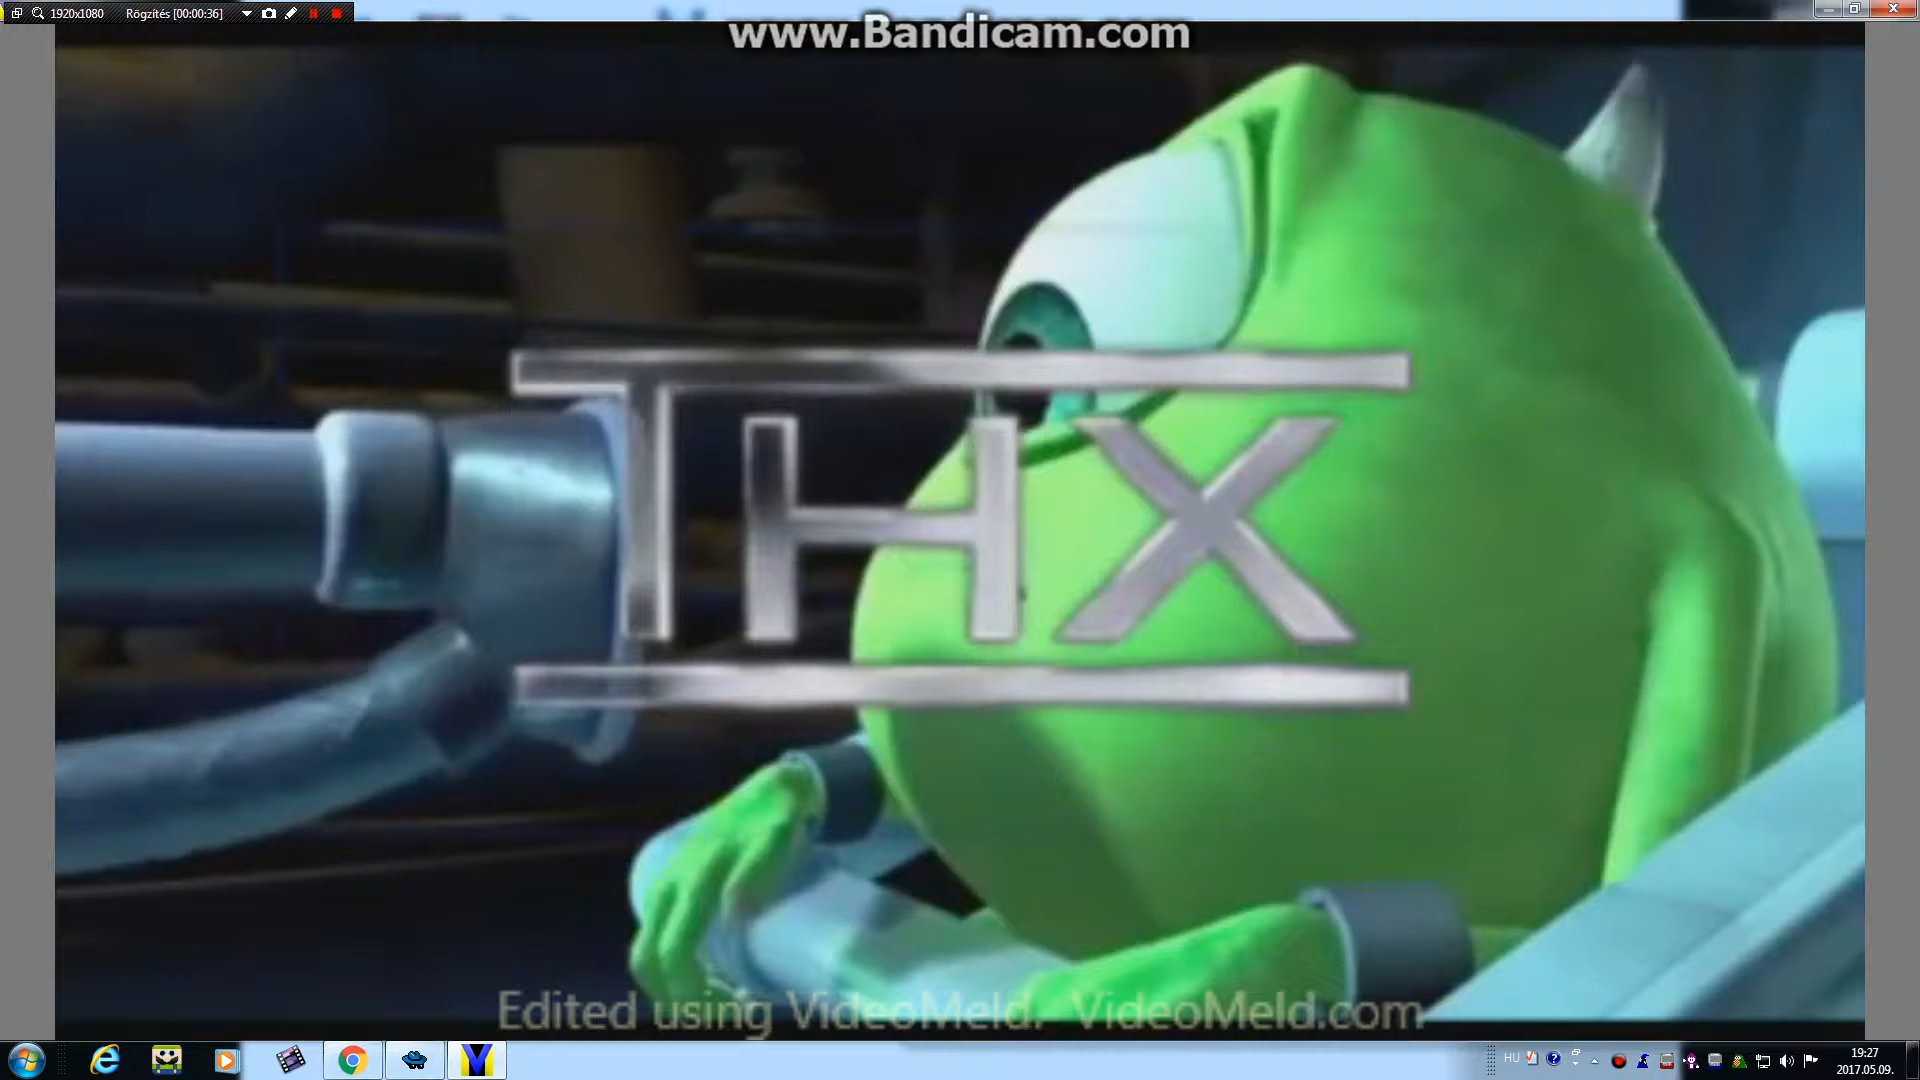 1920x1080 Rögzítés [00:00:36]
www.Bandicam.com
THX
Edited using VideoMeld. VideoMeld.com
HU
19:27
2017.05.09.